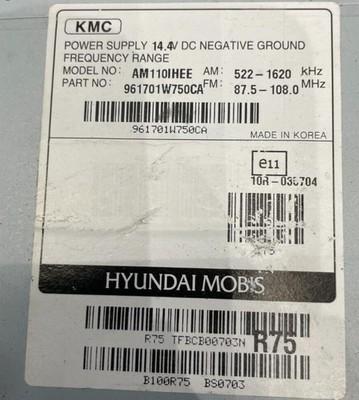 KMC
POWER SUPPLY 14.4V DC NEGATIVE GROUND
FREQUENCY RANGE
MODEL NO: AM110IHEE AM: 522-1620 kHz
PART NO: 961701W750CA FM: 87.5-108.0 MHz
961701W750CA
MADE IN KOREA
e11
10R-036704
HYUNDAI MOBIS
R75 TFBCB00703N R75
B100R75 BS0703